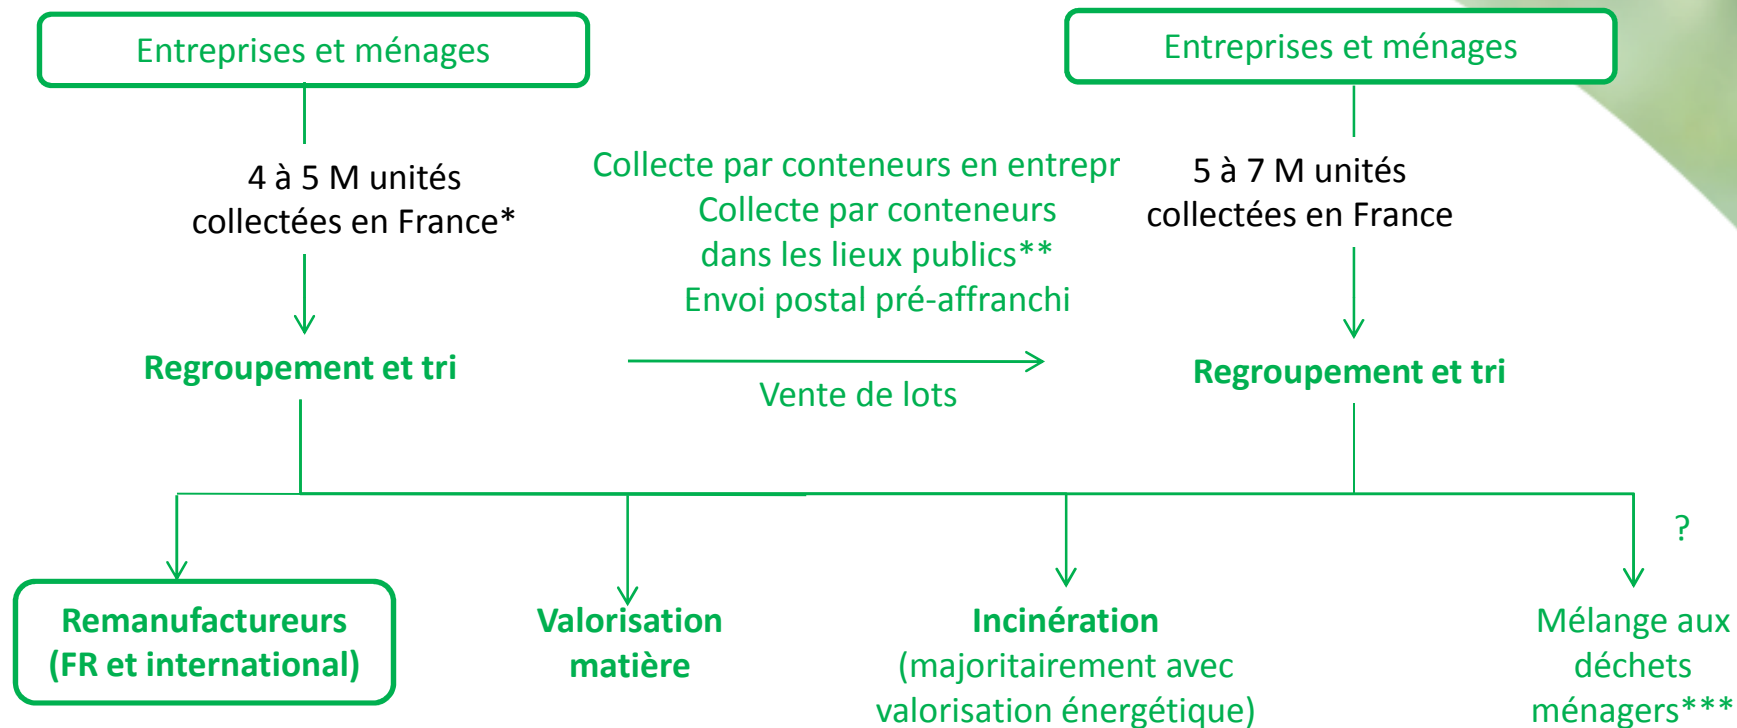 Entreprises et ménages
Entreprises et ménages
4 à 5 M unités
collectées en France*
Collecte par conteneurs en entrepr
Collecte par conteneurs
dans les lieux publics**
Envoi postal pré-affranchi
5 à 7 M unités
collectées en France
Regroupement et tri
Vente de lots
Regroupement et tri
?
Remanufactureurs
(FR et international)
Valorisation
matière
Incinération
(majoritairement avec
valorisation énergétique)
Mélange aux
déchets
ménagers***